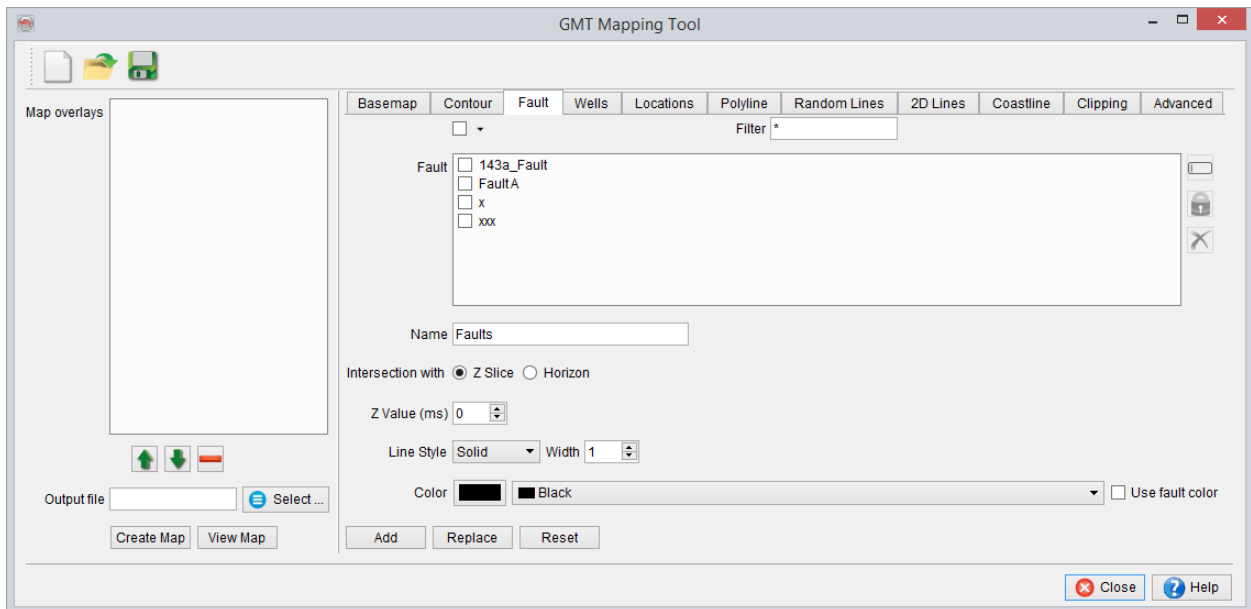 GMT Mapping Tool
Map overlays
Basemap Contour Fault Wells Locations Polyline Random Lines 2D Lines Coastline Clipping Advanced
Filter *
Fault
143a_Fault
Fault A
x
xxx
Name Faults
Intersection with Z Slice Horizon
Z Value (ms) 0
Line Style Solid Width 1
Output file Select ...
Color Black Use fault color
Create Map View Map
Add Replace Reset
Close Help